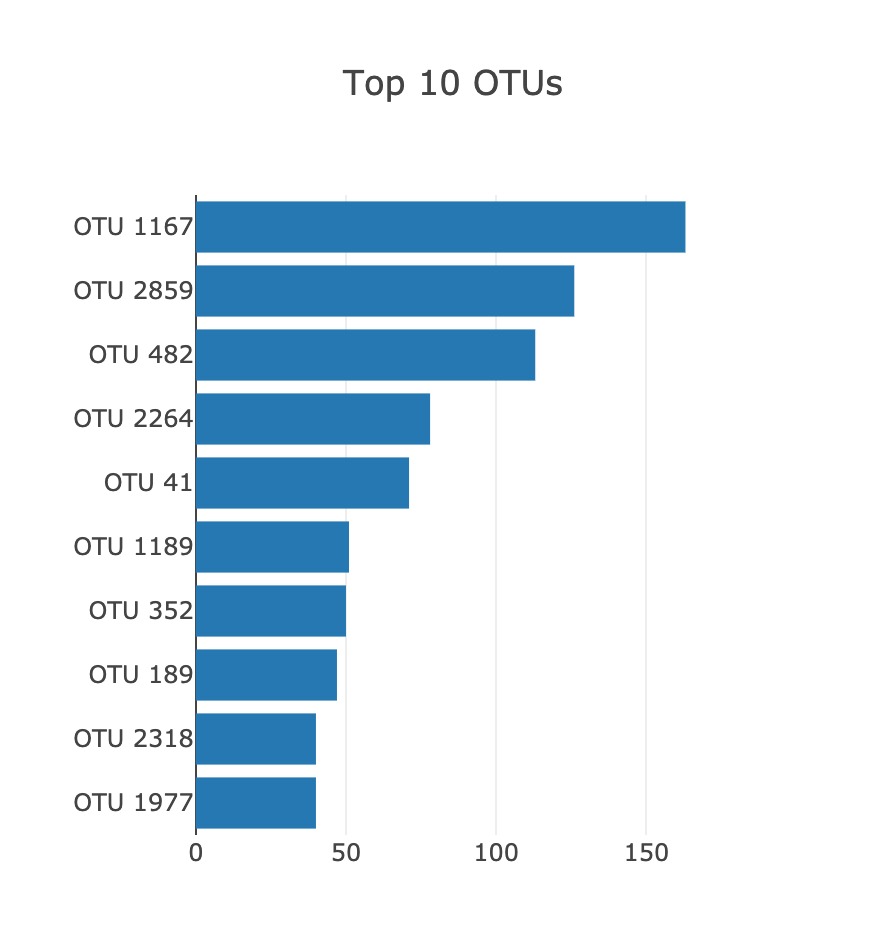 Top 10 OTUs
OTU 1167
OTU 2859
OTU 482
OTU 2264
OTU 41
OTU 1189
OTU 352
OTU 189
OTU 2318
OTU 1977
0 50 100 150